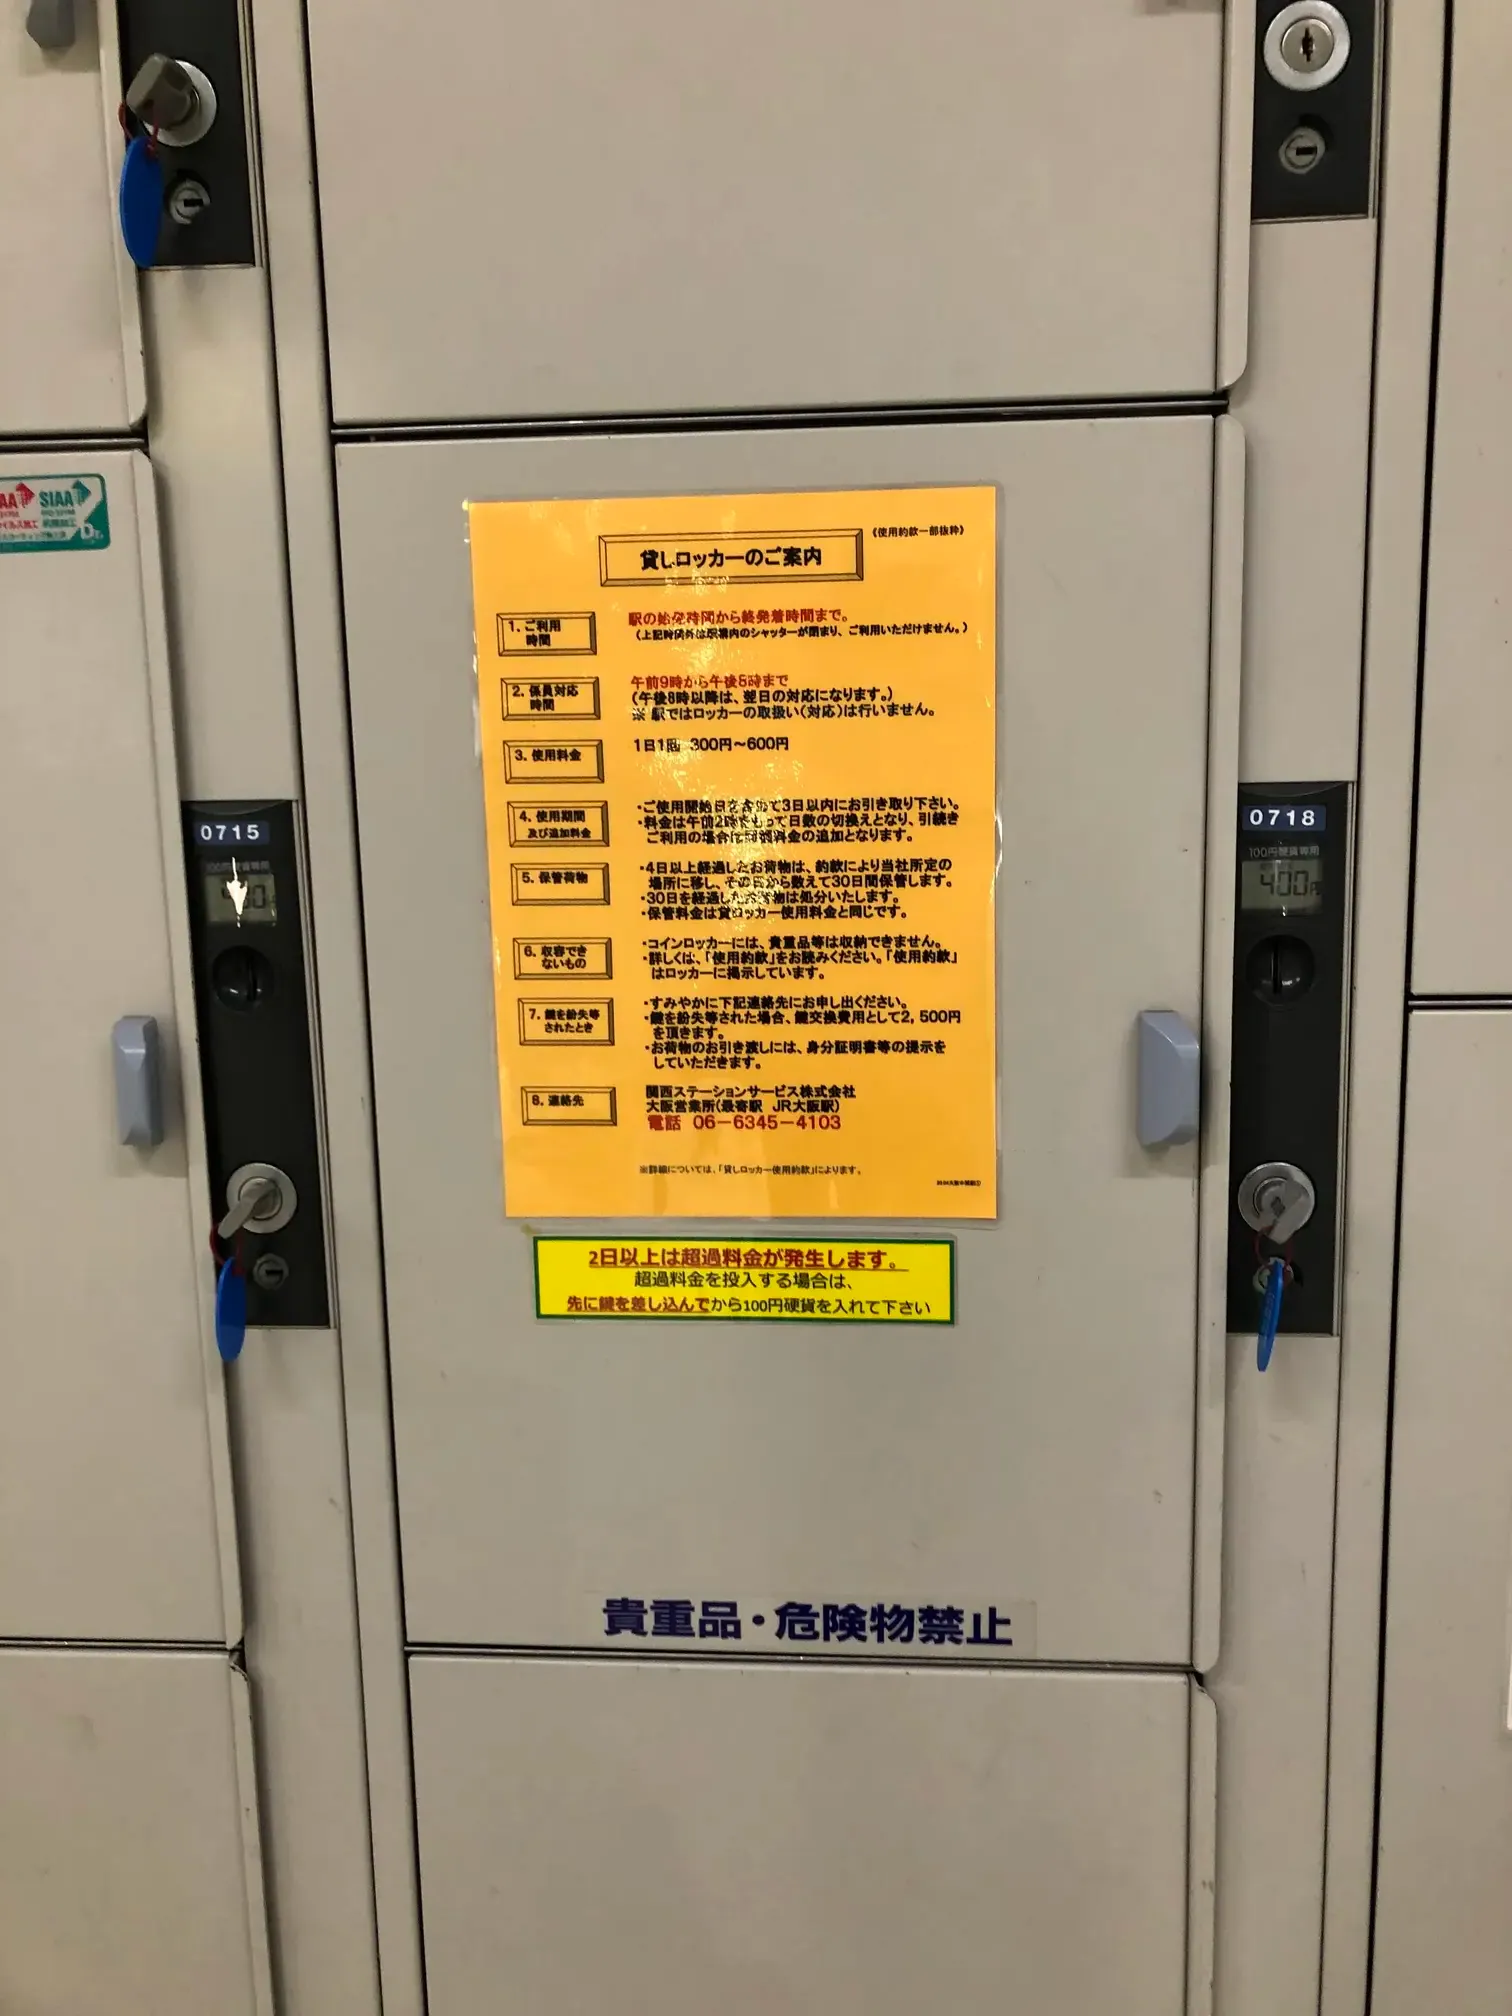 SIAA
《使用約款一部抜粋》
貸しロッカーのご案内
1. ご利用
時間
駅の始発時間から終発着時間まで。
(上記時間外は駅構内のシャッターが閉まり、ご利用いただけません。)
2. 係員対応
時間
午前9時から午後8時まで
(午後8時以降は、翌日の対応になります。)
※ 駅ではロッカーの取扱い(対応)は行いません。
3. 使用料金
1日1回 300円～600円
4. 使用期間
及び追加料金
・ご使用開始日を含めて3日以内にお引き取り下さい。
・料金は午前2時をもって日数の切換えとなり、引続き
ご利用の場合は同額料金の追加となります。
5. 保管荷物
・4日以上経過したお荷物は、約款により当社所定の
場所に移し、その日から数えて30日間保管します。
・30日を経過したお荷物は処分いたします。
・保管料金は貸ロッカー使用料金と同じです。
6. 収容でき
ないもの
・コインロッカーには、貴重品等は収納できません。
・詳しくは、「使用約款」をお読みください。「使用約款」
はロッカーに掲示しています。
7. 鍵を紛失等
されたとき
・すみやかに下記連絡先にお申し出ください。
・鍵を紛失等された場合、鍵交換費用として2，500円
を頂きます。
・お荷物のお引き渡しには、身分証明書等の提示を
していただきます。
8. 連絡先
関西ステーションサービス株式会社
大阪営業所(最寄駅 JR大阪駅)
電話 06－6345－4103
※詳細については、「貸しロッカー使用約款」によります。
2日以上は超過料金が発生します。
超過料金を投入する場合は、
先に鍵を差し込んでから100円硬貨を入れて下さい
貴重品・危険物禁止
0715
100円硬貨専用
0718
100円硬貨専用
400円